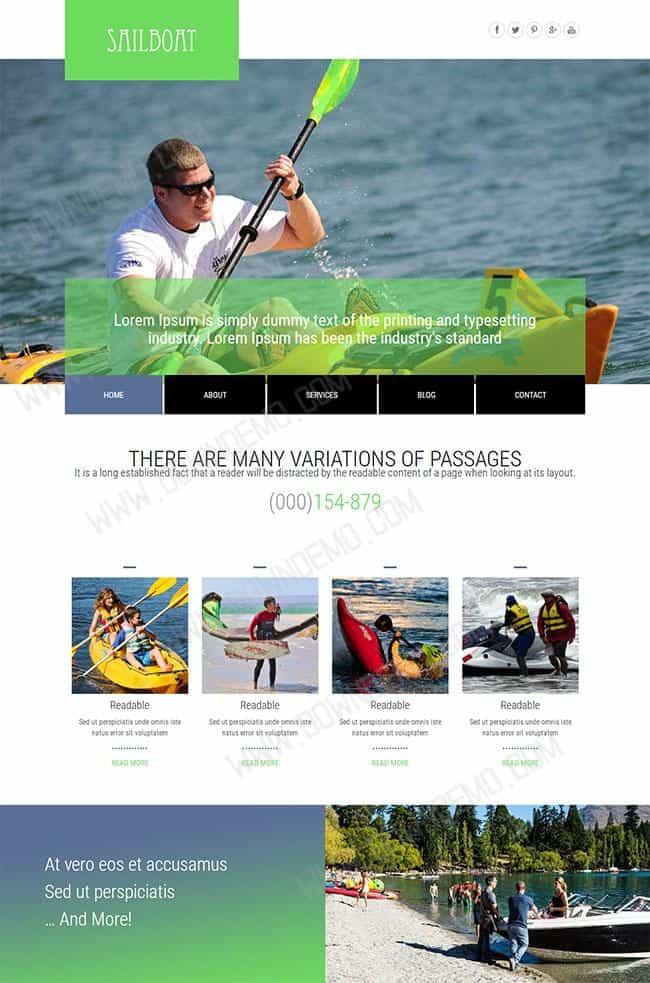 SAILBOAT
5
Lorem Ipsum is simply dummy text of the printing and typesetting
industry. Lorem Ipsum has been the industry's standard
HOME
ABOUT
SERVICES
BLOG
CONTACT
THERE ARE MANY VARIATIONS OF PASSAGES
It is a long established fact that a reader will be distracted by the readable content of a page when looking at its layout.
(000)154-879
Readable
Sed ut perspiciatis unde omnis iste
natus error sit voluptatem
READ MORE
Readable
Sed ut perspiciatis unde omnis iste
natus error sit voluptatem
READ MORE
Readable
Sed ut perspiciatis unde omnis iste
natus error sit voluptatem
READ MORE
Readable
Sed ut perspiciatis unde omnis iste
natus error sit voluptatem
READ MORE
At vero eos et accusamus
Sed ut perspiciatis
... And More!